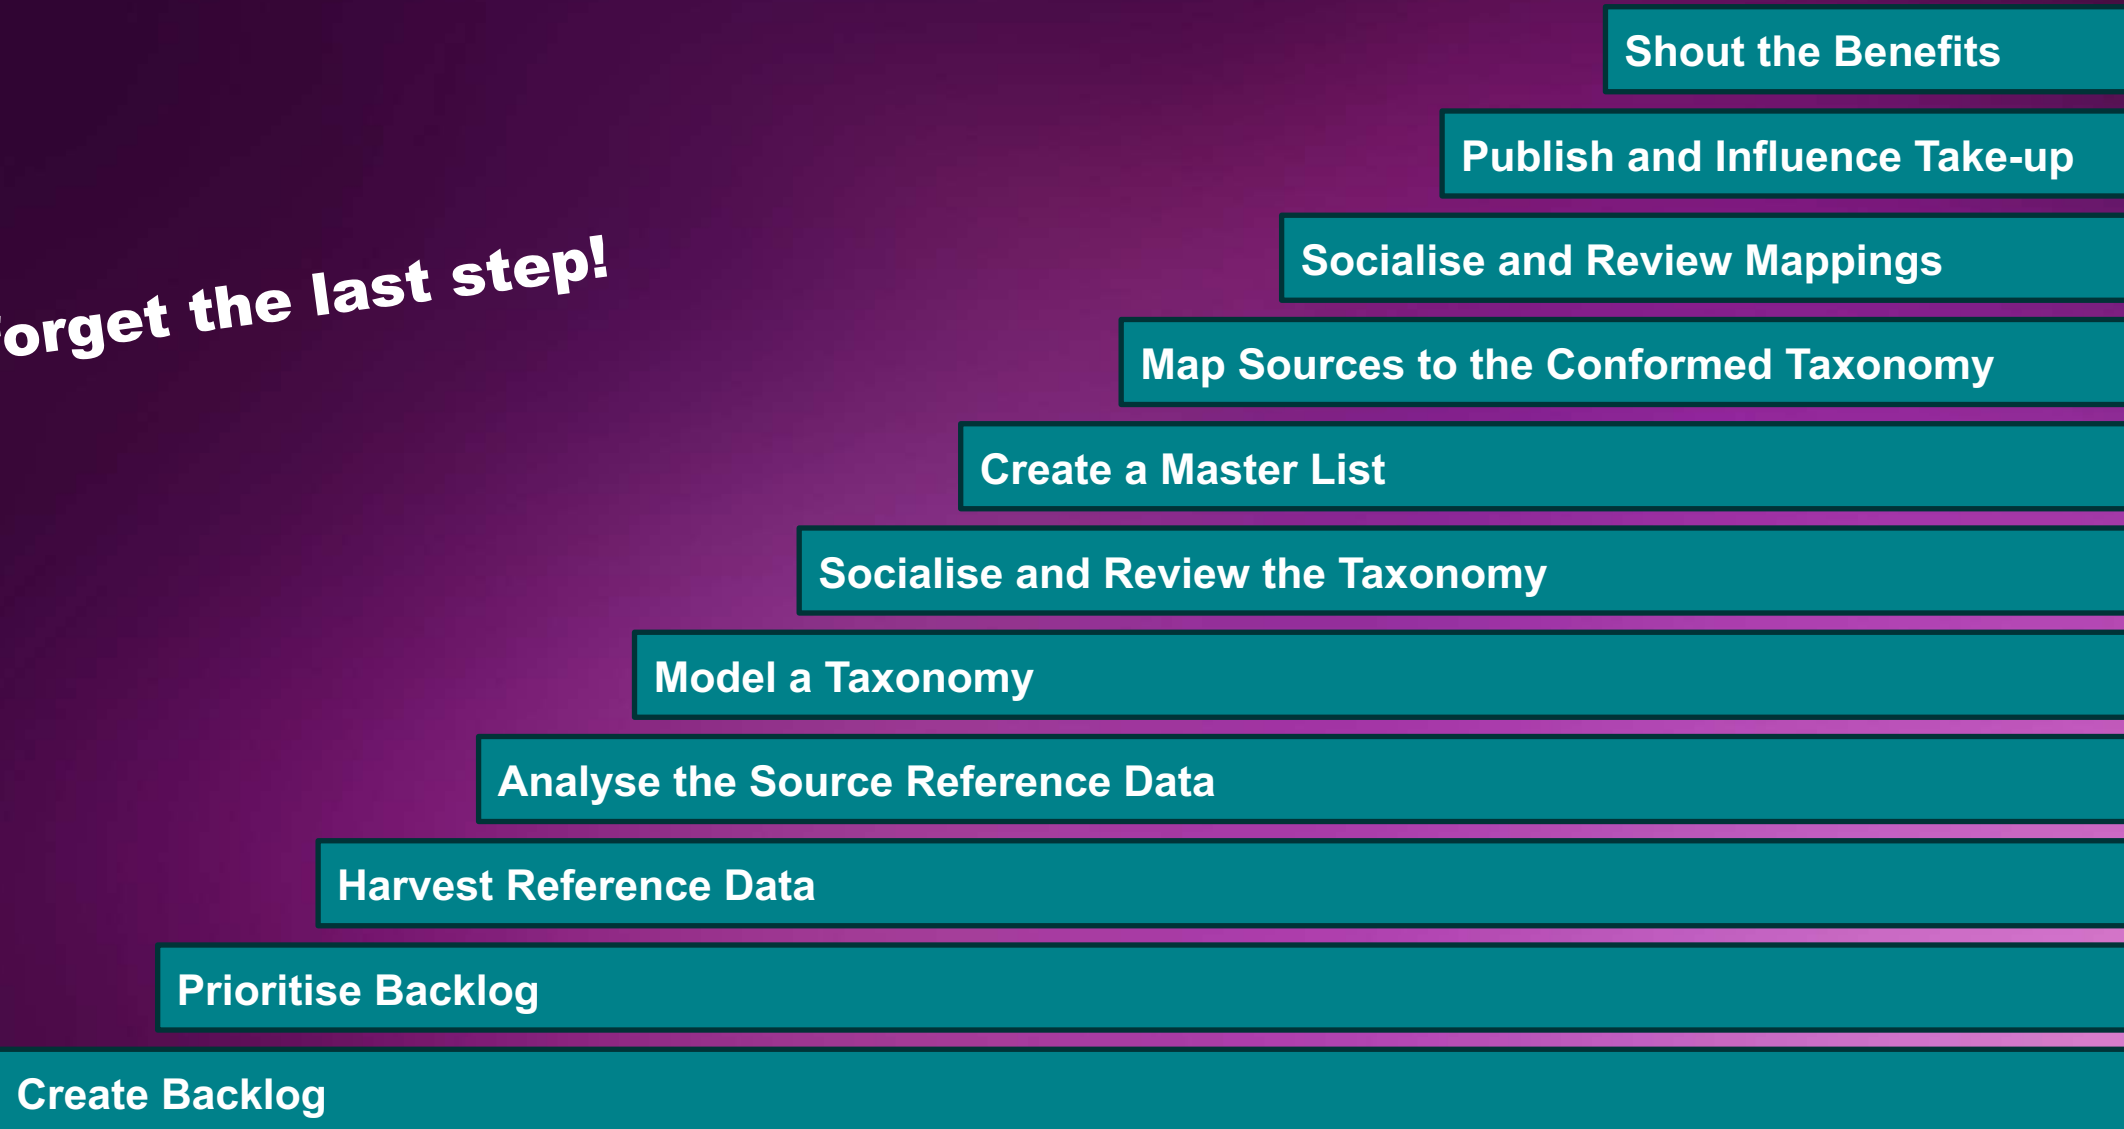 Shout the Benefits
Publish and Influence Take-up
Socialise and Review Mappings
forget the last step!
Map Sources to the Conformed Taxonomy
Create a Master List
Socialise and Review the Taxonomy
Model a Taxonomy
Analyse the Source Reference Data
Harvest Reference Data
Prioritise Backlog
Create Backlog